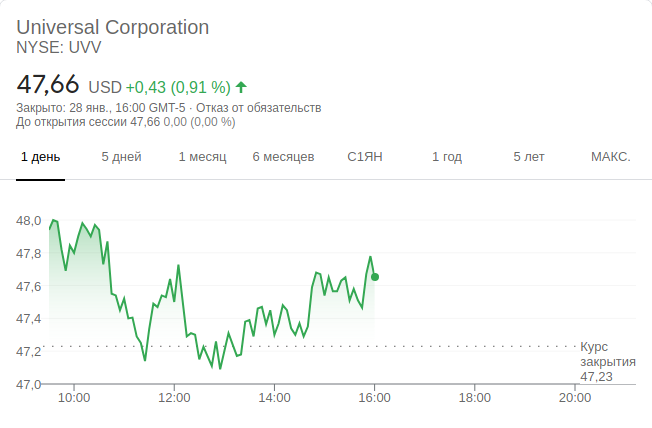 Universal Corporation
NYSE: UVV
47,66 USD +0,43 (0,91 %)
Закрыто: 28 янв., 16:00 GMT-5 · Отказ от обязательств
До открытия сессии 47,66 0,00 (0,00 %)
1 день 5 дней 1 месяц 6 месяцев С1ЯН 1 год 5 лет МАКС.
48,0
47,8
47,6
47,4
47,2
47,0
Курс
закрытия
47,23
10:00 12:00 14:00 16:00 18:00 20:00